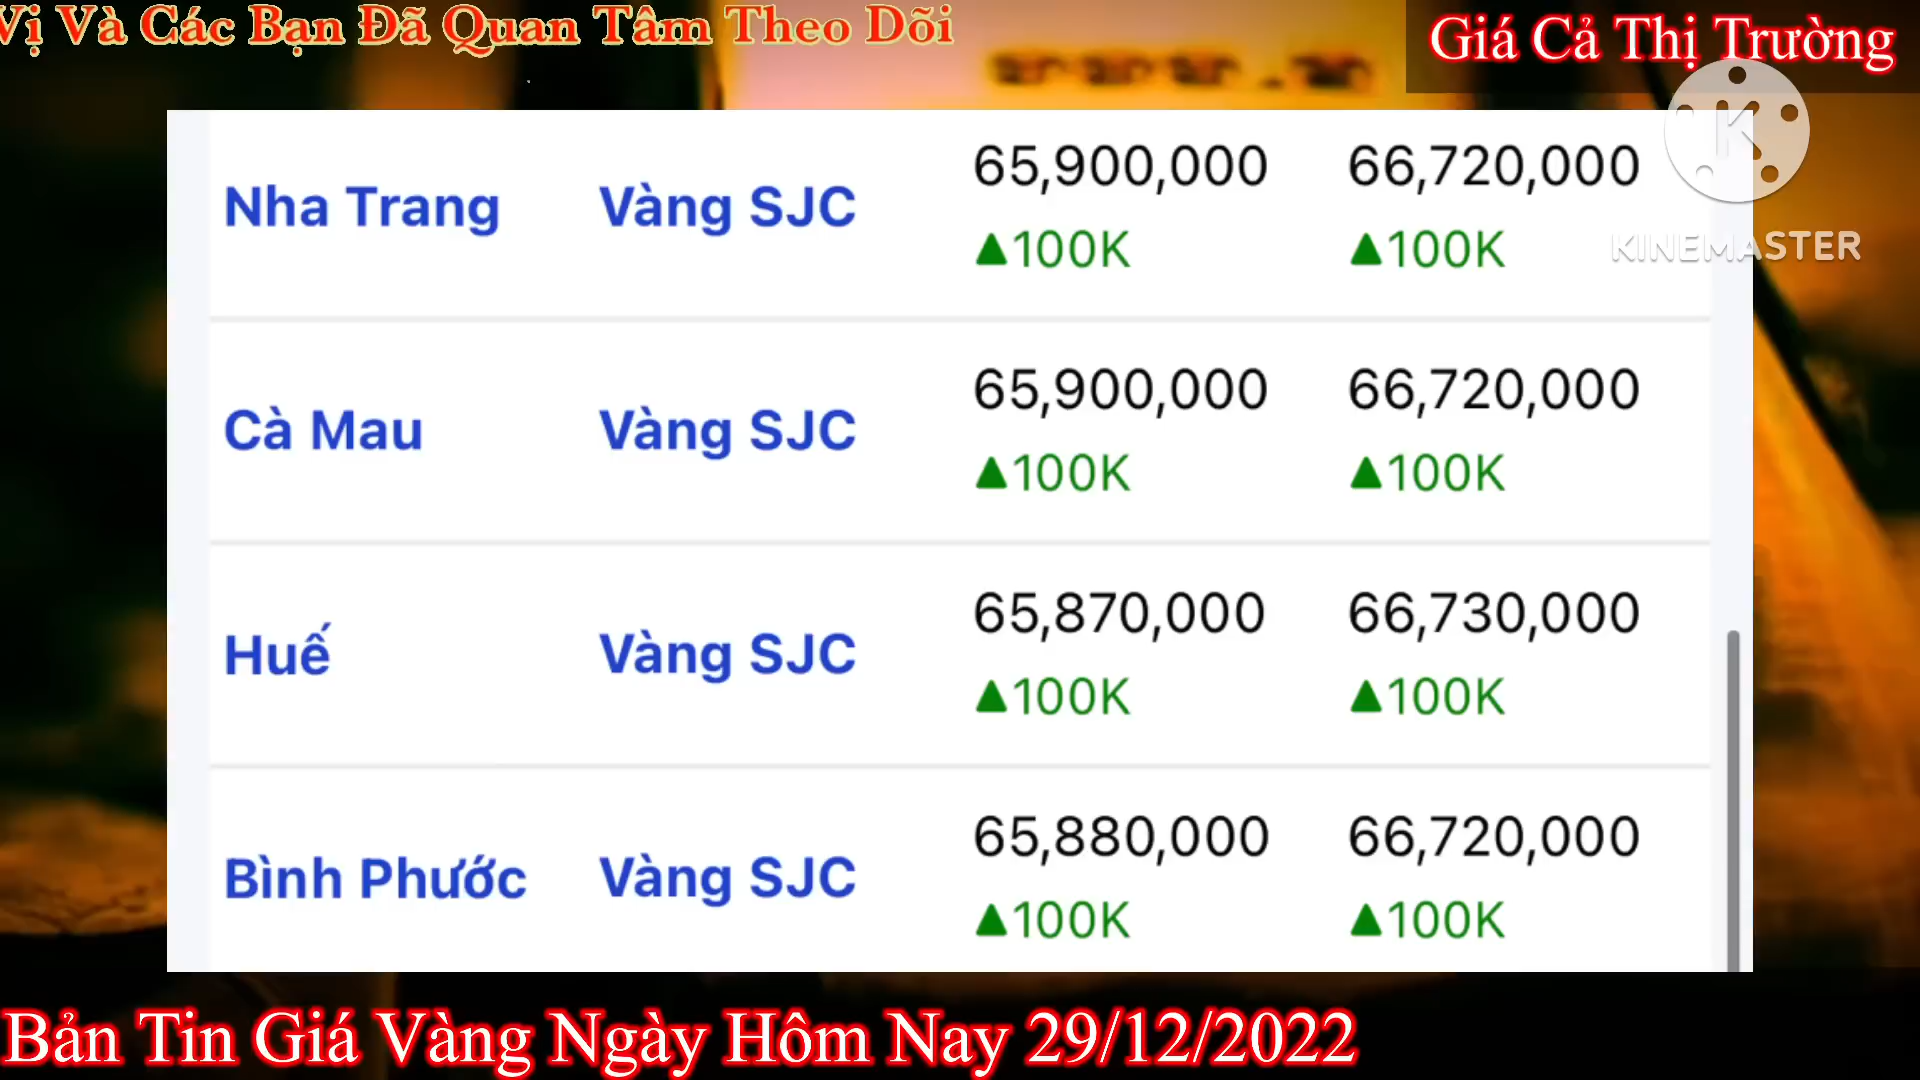 Vị Và Các Bạn Đã Quan Tâm Theo Dõi
Giá Cả Thị Trường
KINEMASTER
Nha Trang Vàng SJC 65,900,000 66,720,000
▲100K ▲100K
Cà Mau Vàng SJC 65,900,000 66,720,000
▲100K ▲100K
Huế Vàng SJC 65,870,000 66,730,000
▲100K ▲100K
Bình Phước Vàng SJC 65,880,000 66,720,000
▲100K ▲100K
Bản Tin Giá Vàng Ngày Hôm Nay 29/12/2022